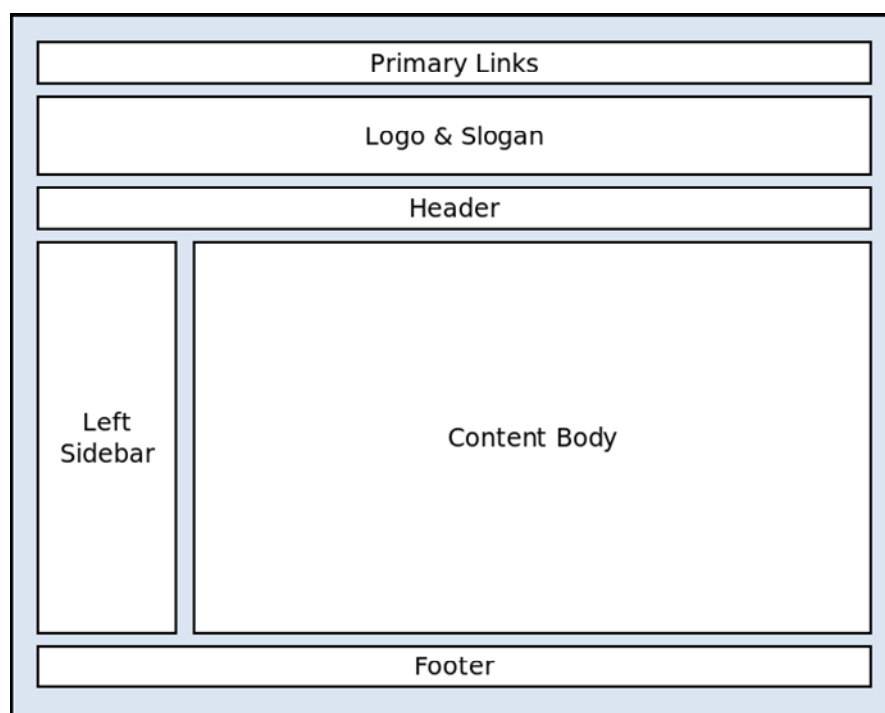 Primary Links
Logo & Slogan
Header
Left
Sidebar
Content Body
Footer